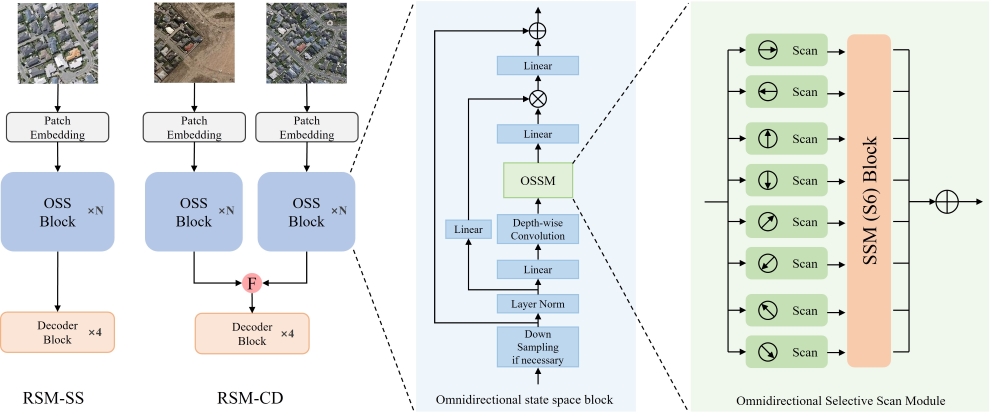 Patch
Embedding
OSS
Block ×N
Decoder
Block ×4
RSM-SS
Patch
Embedding
Patch
Embedding
OSS
Block ×N
OSS
Block ×N
F
Decoder
Block ×4
RSM-CD
Linear
Linear
OSSM
Depth-wise
Convolution
Linear
Linear
Layer Norm
Down
Sampling
if necessary
Omnidirectional state space block
Scan
Scan
Scan
Scan
Scan
Scan
Scan
Scan
SSM (S6) Block
Omnidirectional Selective Scan Module